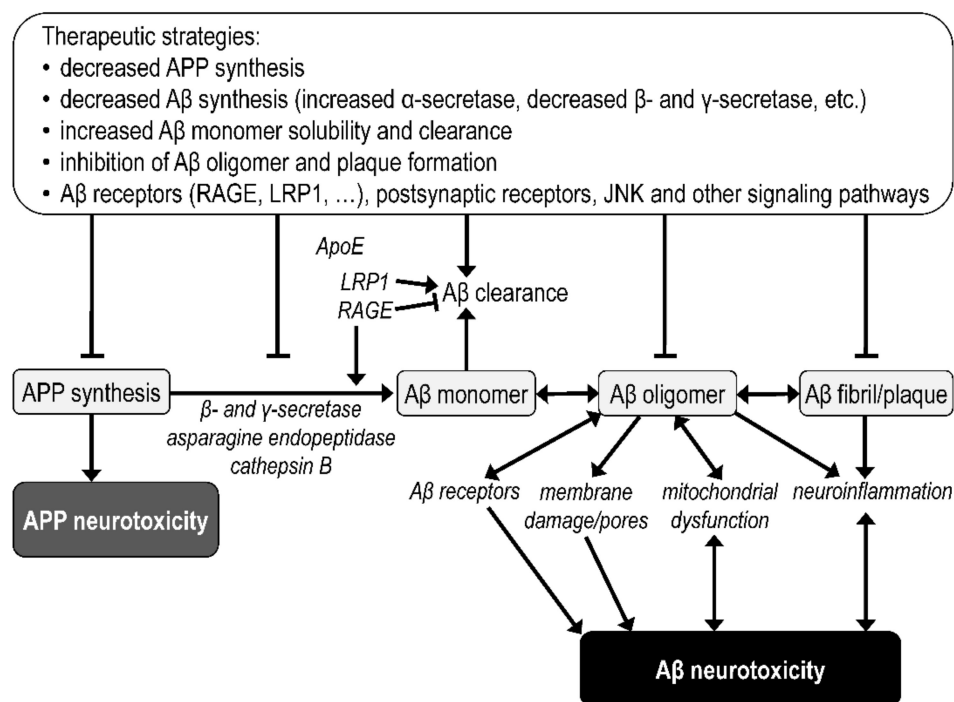 Therapeutic strategies:
• decreased APP synthesis
• decreased Aβ synthesis (increased α-secretase, decreased β- and γ-secretase, etc.)
• increased Aβ monomer solubility and clearance
• inhibition of Aβ oligomer and plaque formation
• Aβ receptors (RAGE, LRP1, …), postsynaptic receptors, JNK and other signaling pathways
ApoE
LRP1
RAGE
Aβ clearance
APP synthesis
Aβ monomer
Aβ oligomer
Aβ fibril/plaque
β- and γ-secretase
asparagine endopeptidase
cathepsin B
Aβ receptors
membrane
damage/pores
mitochondrial
dysfunction
neuroinflammation
APP neurotoxicity
Aβ neurotoxicity